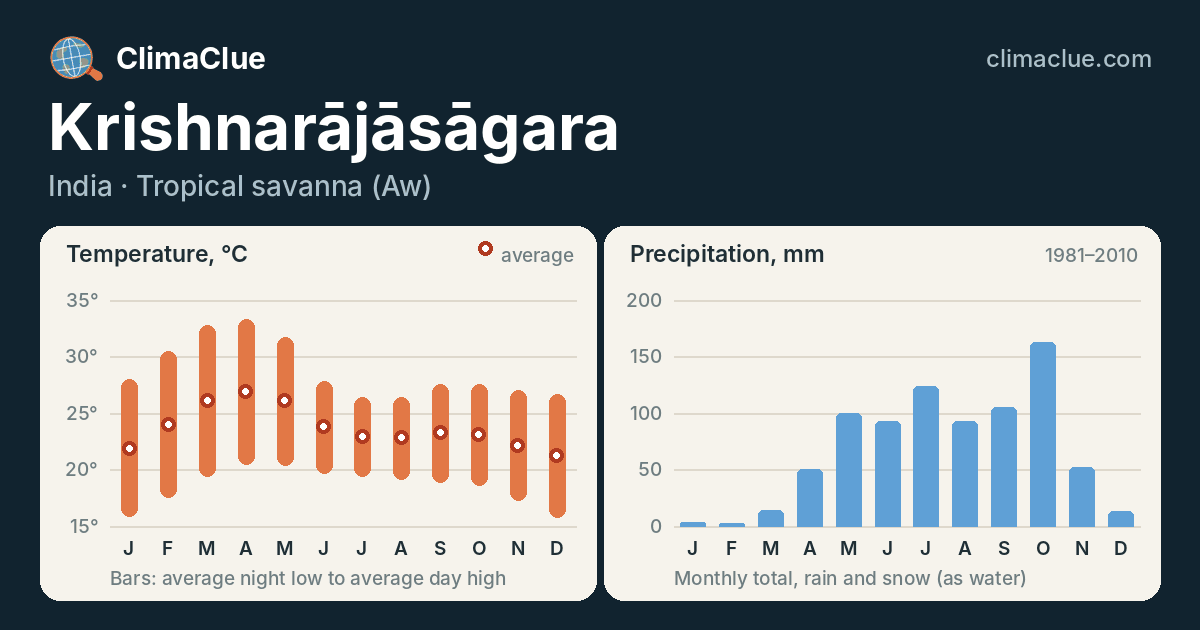 ClimaClue
climaclue.com
Krishnarājāsāgara
India · Tropical savanna (Aw)
Temperature, °C
average
35°
30°
25°
20°
15°
J F M A M J J A S O N D
Bars: average night low to average day high
Precipitation, mm
1981–2010
200
150
100
50
0
J F M A M J J A S O N D
Monthly total, rain and snow (as water)